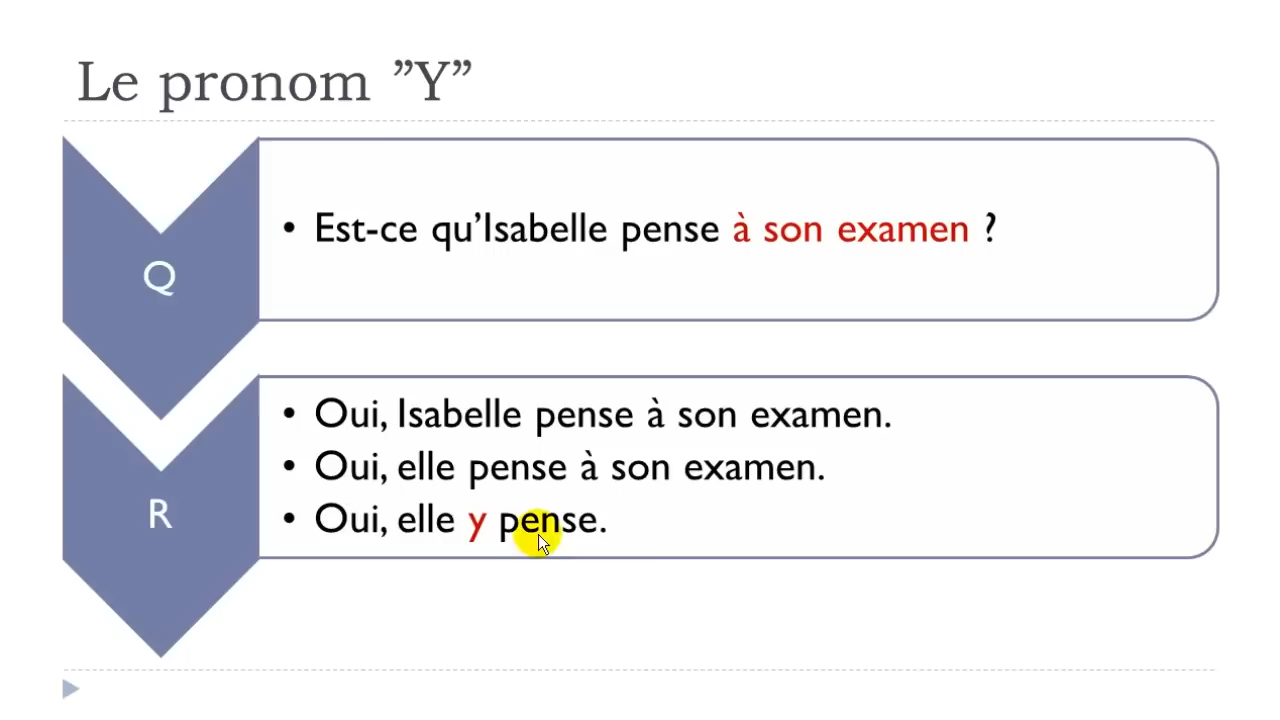 Le pronom ”Y”
Q
• Est-ce qu’Isabelle pense à son examen ?
R
• Oui, Isabelle pense à son examen.
• Oui, elle pense à son examen.
• Oui, elle y pense.